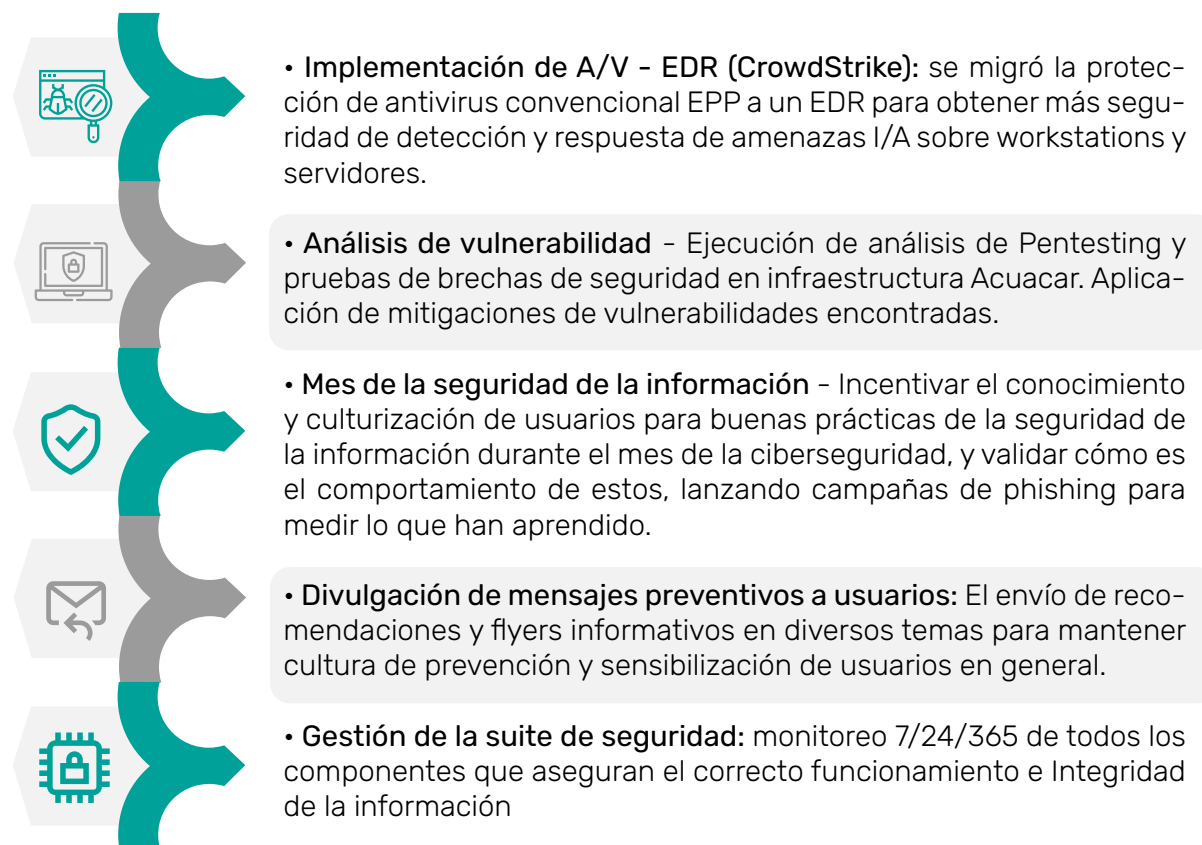 • Implementación de A/V - EDR (CrowdStrike): se migró la protec-
ción de antivirus convencional EPP a un EDR para obtener más segu-
ridad de detección y respuesta de amenazas I/A sobre workstations y
servidores.
• Análisis de vulnerabilidad - Ejecución de análisis de Pentesting y
pruebas de brechas de seguridad en infraestructura Acuacar. Aplica-
ción de mitigaciones de vulnerabilidades encontradas.
• Mes de la seguridad de la información - Incentivar el conocimiento
y culturización de usuarios para buenas prácticas de la seguridad de
la información durante el mes de la ciberseguridad, y validar cómo es
el comportamiento de estos, lanzando campañas de phishing para
medir lo que han aprendido.
• Divulgación de mensajes preventivos a usuarios: El envío de reco-
mendaciones y flyers informativos en diversos temas para mantener
cultura de prevención y sensibilización de usuarios en general.
• Gestión de la suite de seguridad: monitoreo 7/24/365 de todos los
componentes que aseguran el correcto funcionamiento e Integridad
de la información